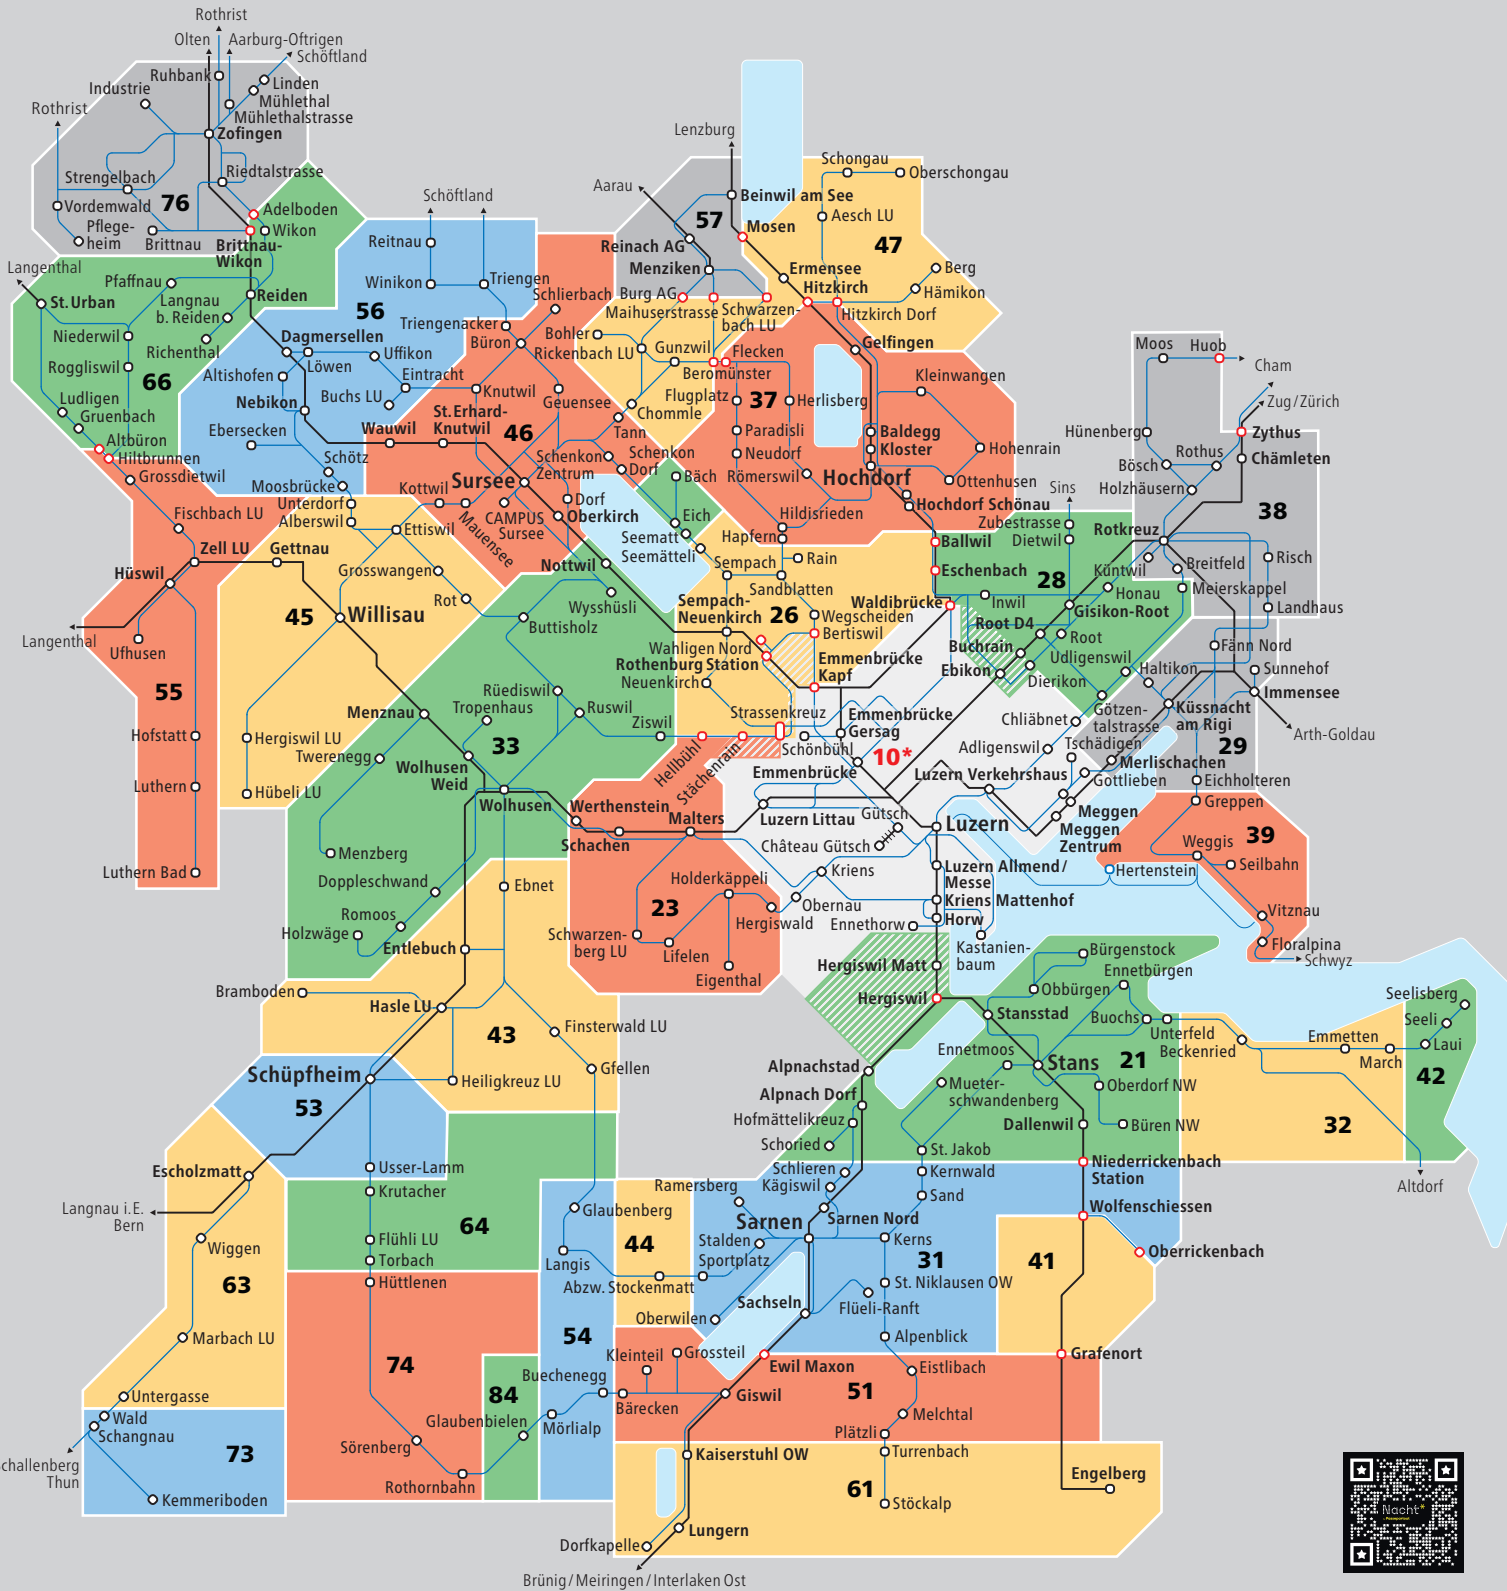 Rothrist
Olten
Aarburg-Oftrigen
Schöftland
Ruhbank
Industrie
Linden
Mühlethal
Mühlethalstrasse
Rothrist
Zofingen
Strengelbach
Riedtalstrasse
76
Vordemwald
Pflege-
heim
Brittnau
Adelboden
Wikon
Brittnau-
Wikon
Langenthal
Pfaffnau
St. Urban
Langnau
b. Reiden
Reiden
Niederwil
Richenthal
Roggliswil
66
Ludligen
Gruenbach
Altbüron
Hiltbrunnen
Grossdietwil
Schöftland
Reitnau
Winikon
Triengen
56
Triengenacker
Schlierbach
Büron
Dagmersellen
Löwen
Uffikon
Altishofen
Eintracht
Buchs LU
Knutwil
Nebikon
Geuensee
Ebersecken
Wauwil
St. Erhard-
Knutwil
46
Schötz
Moosbrücke
Tann
Schenkon
Zentrum
Schenkon
Dorf
Sursee
Kottwil
Mauensee
CAMPUS
Sursee
Dorf
Oberkirch
Bäch
Eich
Seematt
Seemätteli
Lenzburg
Aarau
57
Beinwil am See
Mosen
Reinach AG
Menziken
Burg AG
Maihuserstrasse
Schwarzen-
bach LU
Bohler
Rickenbach LU
Gunzwil
Flecken
Beromünster
Chommle
Schongau
Oberschongau
Aesch LU
47
Berg
Hämikon
Ermensee
Hitzkirch
Hitzkirch Dorf
Gelfingen
Kleinwangen
Flugplatz
37
Herlisberg
Paradisli
Neudorf
Römerswil
Baldegg
Kloster
Hohenrain
Hochdorf
Ottenhusen
Hochdorf Schönau
Hildisrieden
Hapfern
Ballwil
Eschenbach
Sins
Zubestrasse
Dietwil
Moos
Huob
Cham
Zug/Zürich
Hünenberg
Zythus
Rothus
Chämleten
Bösch
Holzhäusern
38
Rotkreuz
Risch
Küntwil
Breitfeld
Meierskappel
Landhaus
Honau
28
Inwil
Gisikon-Root
Root D4
Root
Buchrain
Udligenswil
Ebikon
Dierikon
Fänn Nord
Haltikon
Sunnehof
Immensee
Küssnacht
am Rigi
Götzen-
talstrasse
Arth-Goldau
29
Chliäbnet
Adligenswil
Tschädigen
Merlischachen
Gottlieben
Eichholteren
Greppen
Unterdorf
Alberswil
Ettiswil
Fischbach LU
Zell LU
Gettnau
Hüswil
Grosswangen
45
Willisau
Rot
Langenthal
Ufhusen
55
Hofstatt
Luthern
Luthern Bad
Hergiswil LU
Hübeli LU
Nottwil
Wysshüsli
Buttisholz
Menznau
Rüediswil
Tropenhaus
Ruswil
Ziswil
Twerenegg
33
Wolhusen
Weid
Wolhusen
Menzberg
Doppleschwand
Romoos
Holzwäge
Sempach
Rain
Sandblatten
Sempach-
Neuenkirch
26
Wegscheiden
Bertiswil
Waldibrücke
Wahligen Nord
Rothenburg Station
Neuenkirch
Emmenbrücke
Kapf
Strassenkreuz
Hellbühl
Stächenrain
Schönbühl
Emmenbrücke
Gersag
10*
Emmenbrücke
Luzern Verkehrshaus
Luzern Littau
Gütsch
Luzern
Meggen
Meggen
Zentrum
Château Gütsch
Werthenstein
Malters
Schachen
Luzern Allmend/
Messe
Kriens
Kriens Mattenhof
Horw
Holderkäppeli
23
Obernau
Hergiswald
Ennethorw
Kastanien-
baum
Schwarzen-
berg LU
Lifelen
Eigenthal
39
Weggis
Seilbahn
Hertenstein
Vitznau
Floralpina
Schwyz
Ebnet
Entlebuch
Bramboden
Hasle LU
43
Finsterwald LU
Gfellen
Schüpfheim
Heiligkreuz LU
53
Hergiswil Matt
Hergiswil
Bürgenstock
Ennetbürgen
Obbürgen
Stansstad
Buochs
Unterfeld
Beckenried
Seelisberg
Seeli
Laui
Emmetten
March
42
Alpnachstad
Ennetmoos
Stans
21
Mueter-
schwandenberg
Oberdorf NW
Alpnach Dorf
Hofmättelikreuz
Dallenwil
Büren NW
32
Schoried
St. Jakob
Altdorf
Schlieren
Kägiswil
Kernwald
Niederrickenbach
Station
Sand
Wolfenschiessen
Oberrickenbach
Escholzmatt
Usser-Lamm
Krutacher
Langnau i.E.
Bern
64
Wiggen
Flühli LU
Torbach
Hüttlenen
63
Marbach LU
74
Untergasse
Wald
Schangnau
challenberg
Thun
73
Kemmeriboden
Sörenberg
Rothornbahn
84
Glaubenbielen
Mörlialp
Glaubenberg
Langis
44
Abzw. Stockenmatt
54
Ramersberg
Sarnen
Sarnen Nord
Stalden
Sportplatz
Kerns
31
St. Niklausen OW
Flüeli-Ranft
Sachseln
Oberwilen
Alpenblick
41
Buechenegg
Kleinteil
Grossteil
Ewil Maxon
Grafenort
Bärecken
Giswil
51
Eistlibach
Melchtal
Plätzli
Turrenbach
Kaiserstuhl OW
61
Stöckalp
Engelberg
Lungern
Dorfkapelle
Brünig/Meiringen/Interlaken Ost
Nacht*